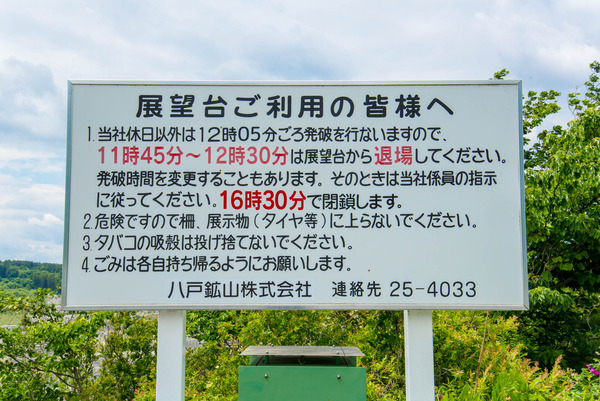 展望台ご利用の皆様へ
1.当社休日以外は12時05分ごろ発破を行ないますので、
11時45分～12時30分は展望台から退場してください。
発破時間を変更することもあります。そのときは当社係員の指示
に従ってください。16時30分で閉鎖します。
2.危険ですので柵、展示物(タイヤ等)に上らないでください。
3.タバコの吸殻は投げ捨てないでください。
4.ごみは各自持ち帰るようにお願いします。
八戸鉱山株式会社 連絡先 25-4033